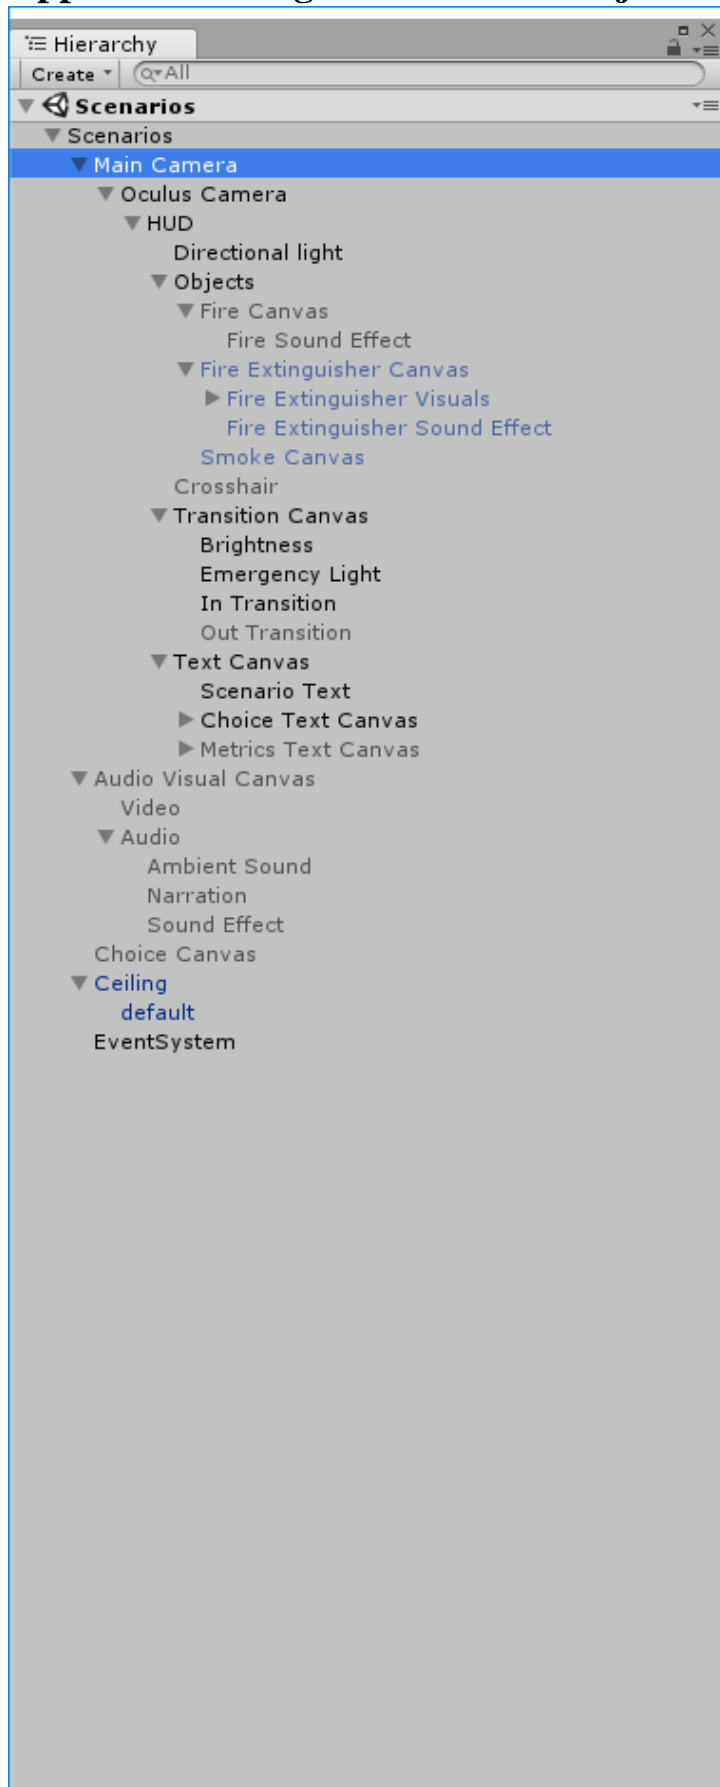 Hierarchy
Create All
Scenarios
Scenarios
Main Camera
Oculus Camera
HUD
Directional light
Objects
Fire Canvas
Fire Sound Effect
Fire Extinguisher Canvas
Fire Extinguisher Visuals
Fire Extinguisher Sound Effect
Smoke Canvas
Crosshair
Transition Canvas
Brightness
Emergency Light
In Transition
Out Transition
Text Canvas
Scenario Text
Choice Text Canvas
Metrics Text Canvas
Audio Visual Canvas
Video
Audio
Ambient Sound
Narration
Sound Effect
Choice Canvas
Ceiling
default
EventSystem